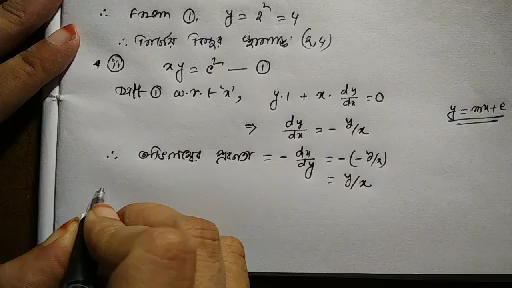 ∴ From ①, y = 2² = 4
∴ নির্ণেয় বিন্দুর স্থানাঙ্ক (2,4)
• ⅱ) xy = c² — ①
Diff ① w.r.t 'x', y.1 + x. dy/dx = 0
y = mx + c
⇒ dy/dx = - y/x
∴ অভিলম্বের প্রবণতা = - dx/dy = -(-y/x)
= y/x